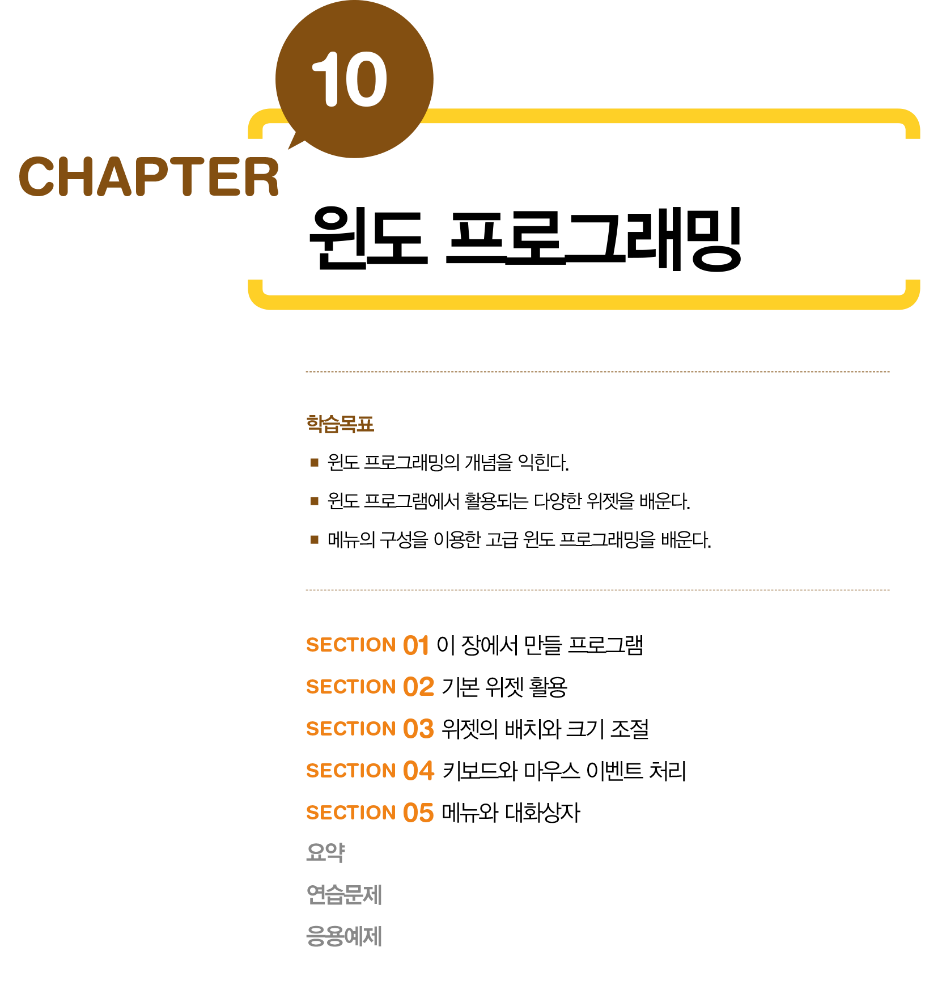 10
CHAPTER
윈도 프로그래밍
학습목표
■ 윈도 프로그래밍의 개념을 익힌다.
■ 윈도 프로그램에서 활용되는 다양한 위젯을 배운다.
■ 메뉴의 구성을 이용한 고급 윈도 프로그래밍을 배운다.
SECTION 01 이 장에서 만들 프로그램
SECTION 02 기본 위젯 활용
SECTION 03 위젯의 배치와 크기 조절
SECTION 04 키보드와 마우스 이벤트 처리
SECTION 05 메뉴와 대화상자
요약
연습문제
응용예제